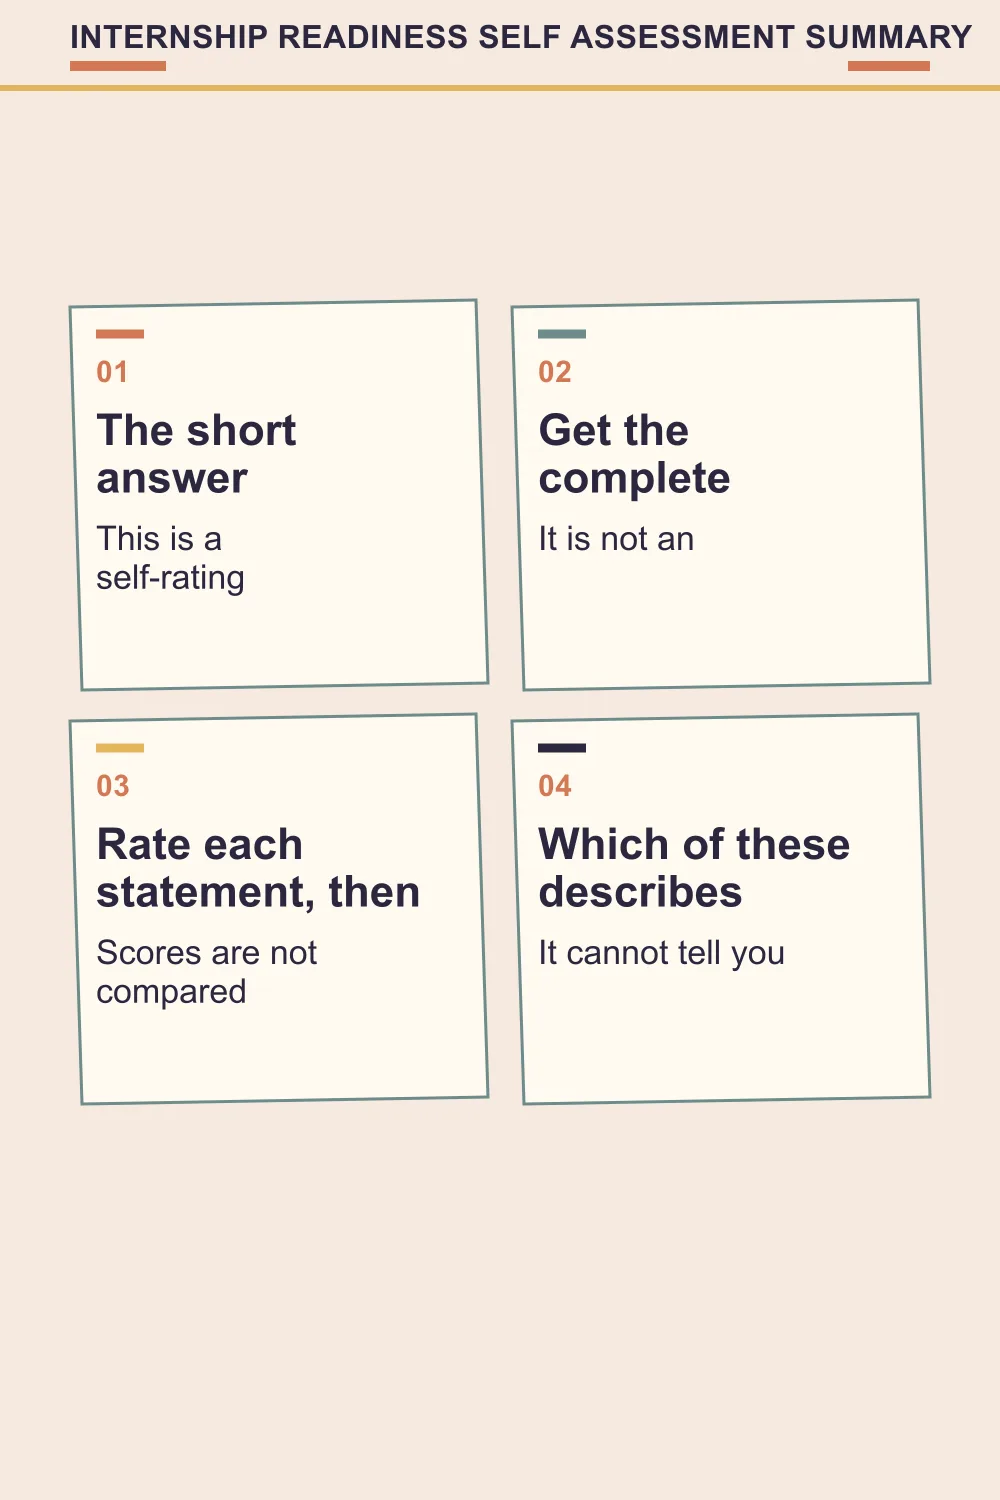 INTERNSHIP READINESS SELF ASSESSMENT SUMMARY
01
The short
answer
This is a
self-rating
02
Get the
complete
It is not an
03
Rate each
statement, then
Scores are not
compared
04
Which of these
describes
It cannot tell you